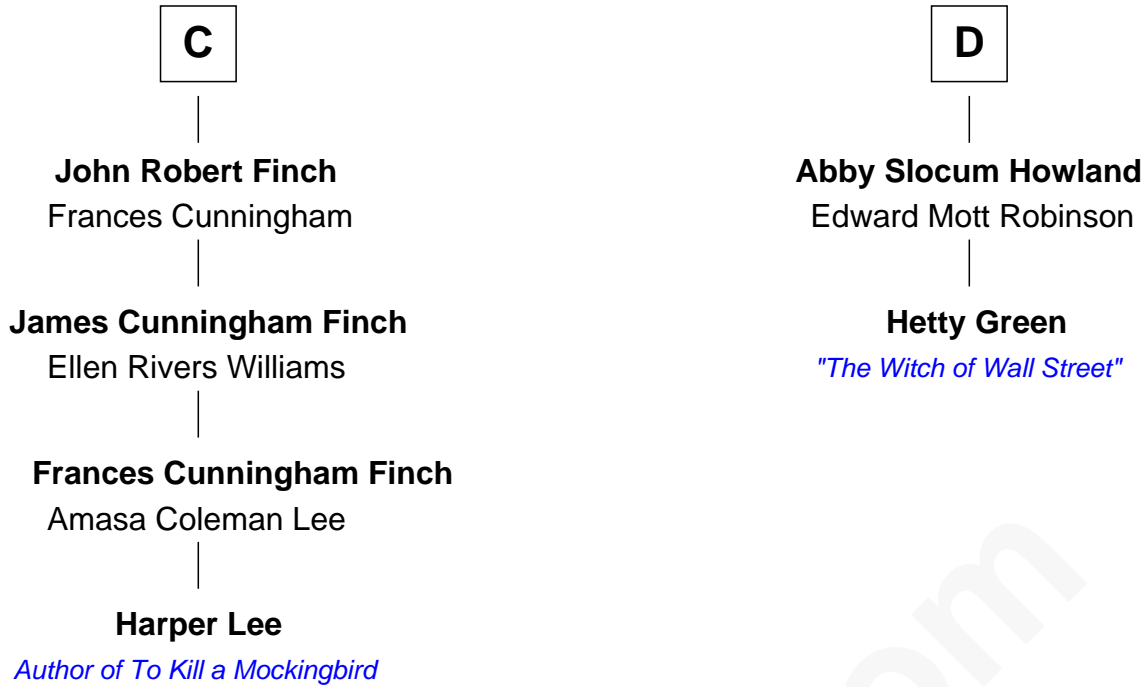 C
John Robert Finch
Frances Cunningham
James Cunningham Finch
Ellen Rivers Williams
Frances Cunningham Finch
Amasa Coleman Lee
Harper Lee
Author of To Kill a Mockingbird
D
Abby Slocum Howland
Edward Mott Robinson
Hetty Green
"The Witch of Wall Street"
om